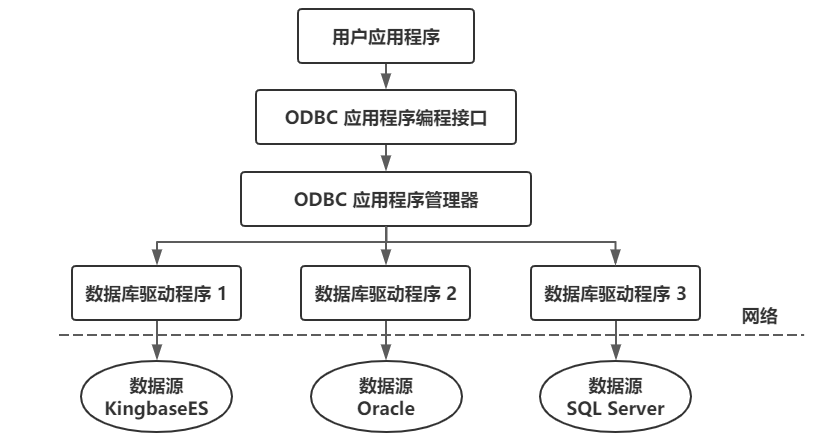 用户应用程序
ODBC 应用程序编程接口
ODBC 应用程序管理器
数据库驱动程序 1
数据库驱动程序 2
数据库驱动程序 3
网络
数据源
KingbaseES
数据源
Oracle
数据源
SQL Server